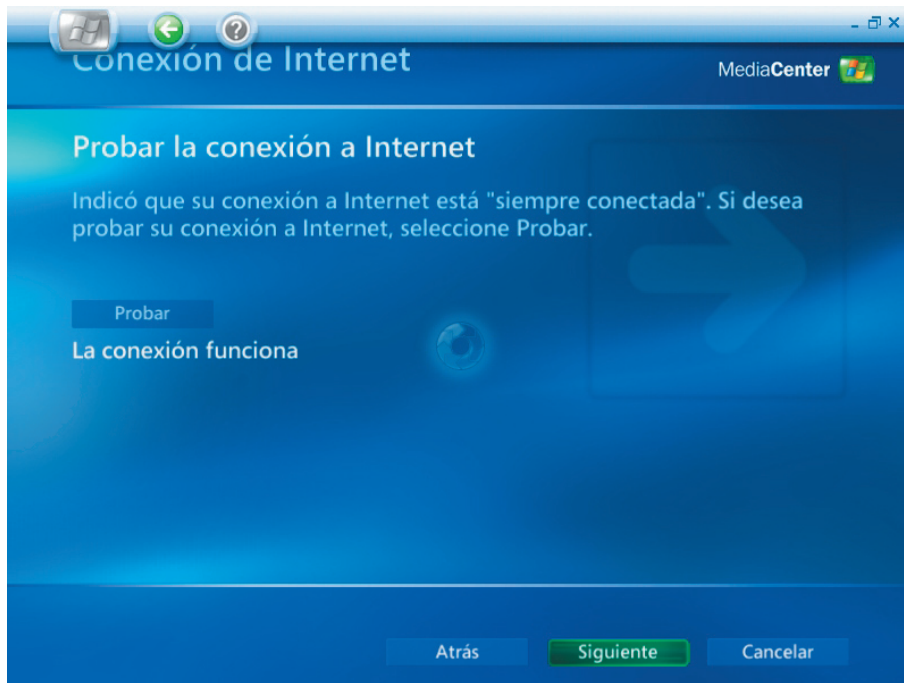 Conexión de Internet
MediaCenter
Probar la conexión a Internet
Indicó que su conexión a Internet está "siempre conectada". Si desea
probar su conexión a Internet, seleccione Probar.
Probar
La conexión funciona
Atrás
Siguiente
Cancelar